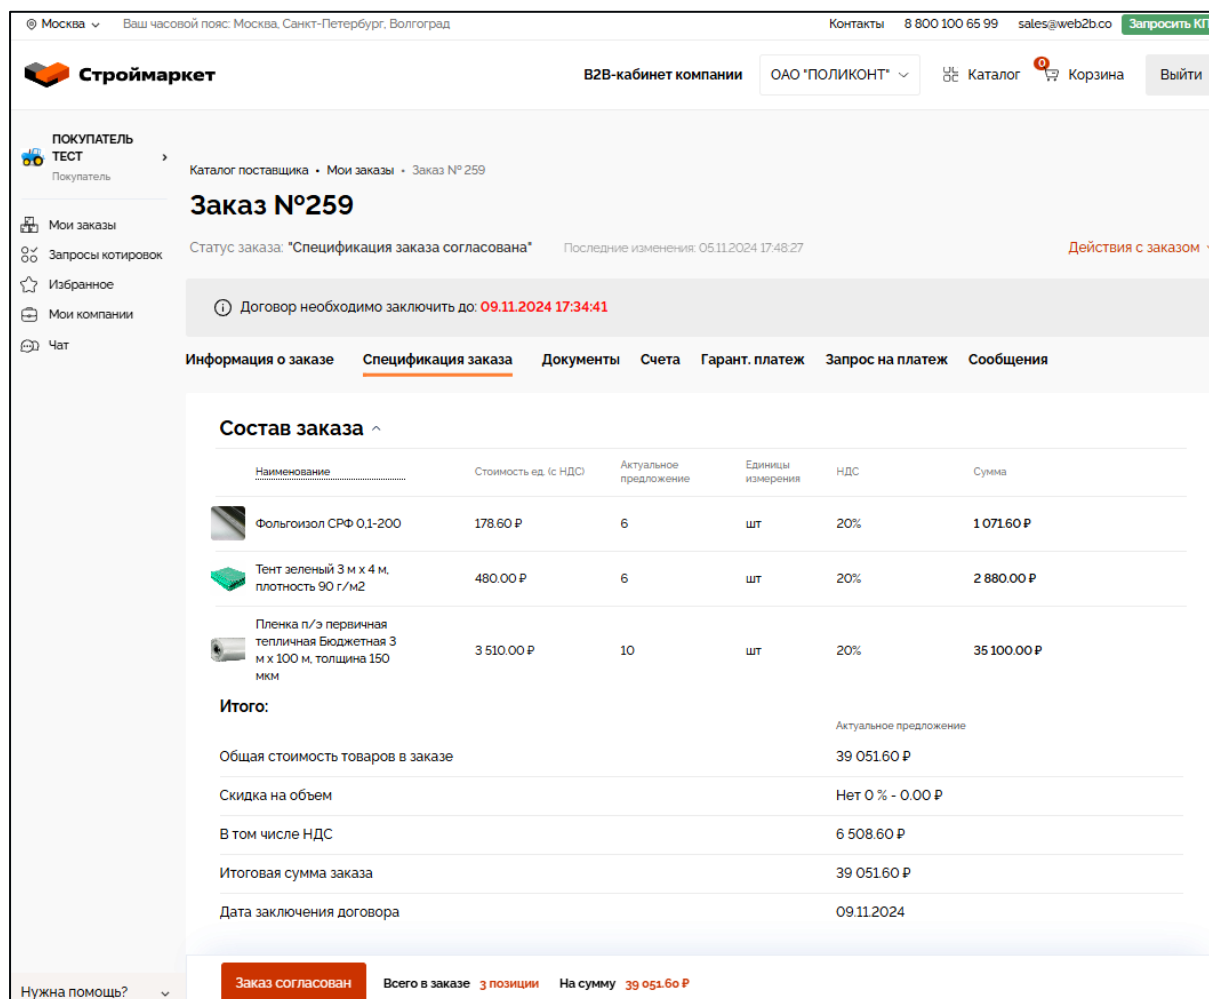 Москва Ваш часовой пояс: Москва, Санкт-Петербург, Волгоград Контакты 8 800 100 65 99 sales@web2b.co Запросить КП
Строймаркет B2B-кабинет компании ОАО "ПОЛИКОНТ" Каталог 0 Корзина Выйти
ПОКУПАТЕЛЬ
ТЕСТ
Покупатель
Мои заказы
Запросы котировок
Избранное
Мои компании
Чат
Каталог поставщика • Мои заказы • Заказ № 259
Заказ №259
Статус заказа: "Спецификация заказа согласована" Последние изменения: 05.11.2024 17:48:27 Действия с заказом
Договор необходимо заключить до: 09.11.2024 17:34:41
Информация о заказе Спецификация заказа Документы Счета Гарант. платеж Запрос на платеж Сообщения
Состав заказа
Наименование Стоимость ед. (с НДС) Актуальное предложение Единицы измерения НДС Сумма
Фольгоизол СРФ 0,1-200 178.60 ₽ 6 шт 20% 1 071.60 ₽
Тент зеленый 3 м х 4 м,
плотность 90 г/м2 480.00 ₽ 6 шт 20% 2 880.00 ₽
Пленка п/э первичная
тепличная Бюджетная 3
м х 100 м, толщина 150
мкм 3 510.00 ₽ 10 шт 20% 35 100.00 ₽
Итого:
Актуальное предложение
Общая стоимость товаров в заказе 39 051.60 ₽
Скидка на объем Нет 0 % - 0.00 ₽
В том числе НДС 6 508.60 ₽
Итоговая сумма заказа 39 051.60 ₽
Дата заключения договора 09.11.2024
Заказ согласован Всего в заказе 3 позиции На сумму 39 051.60 ₽
Нужна помощь?